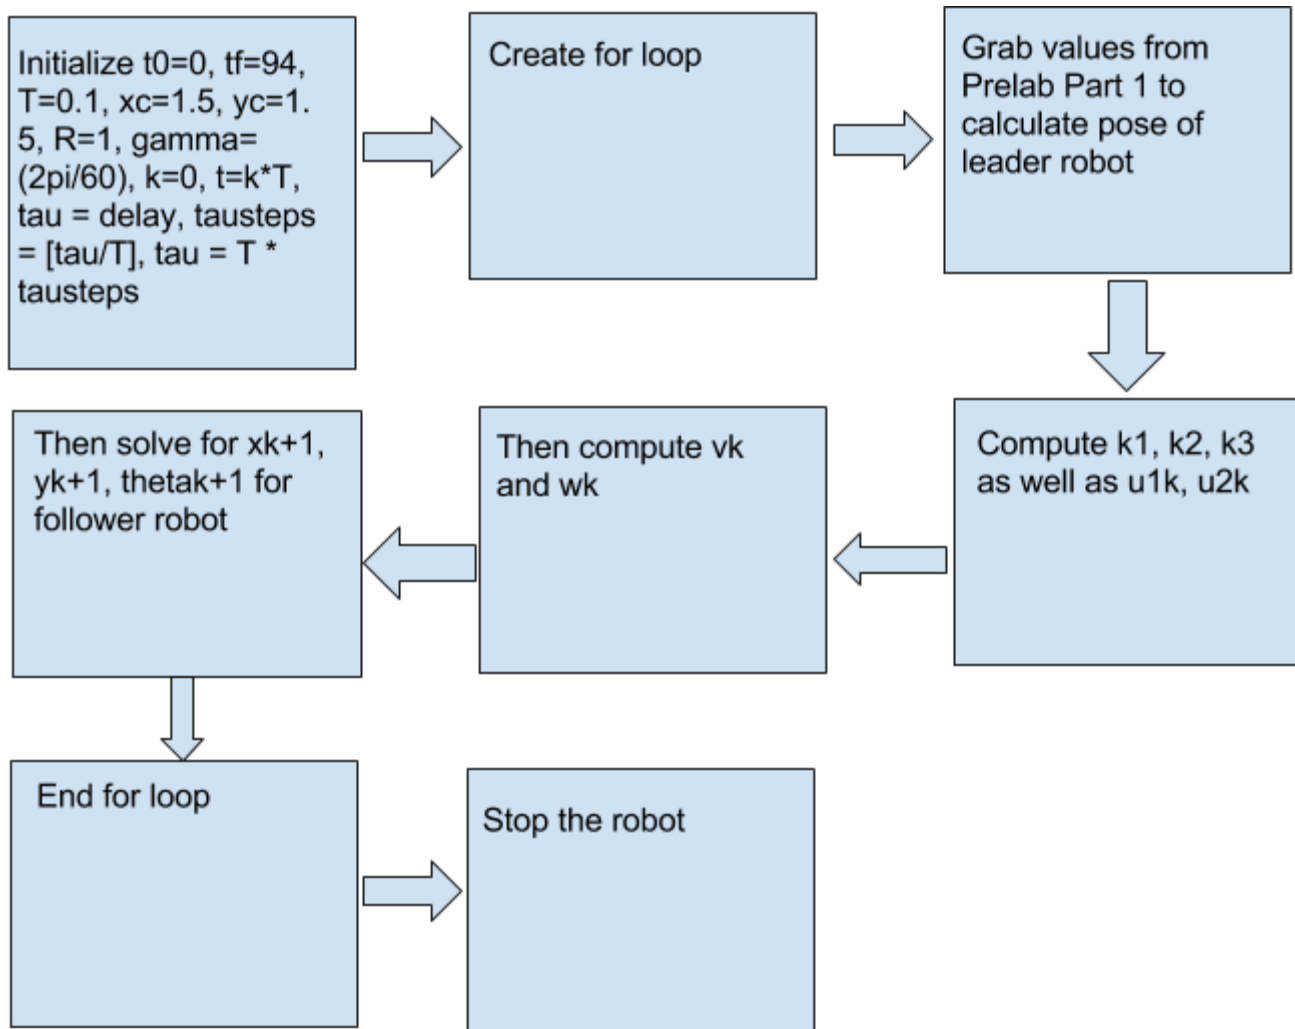 Initialize t0=0, tf=94,
T=0.1, xc=1.5, yc=1.
5, R=1, gamma=
(2pi/60), k=0, t=k*T,
tau = delay, tausteps
= [tau/T], tau = T *
tausteps
Create for loop
Grab values from
Prelab Part 1 to
calculate pose of
leader robot
Compute k1, k2, k3
as well as u1k, u2k
Then compute vk
and wk
Then solve for xk+1,
yk+1, thetak+1 for
follower robot
End for loop
Stop the robot